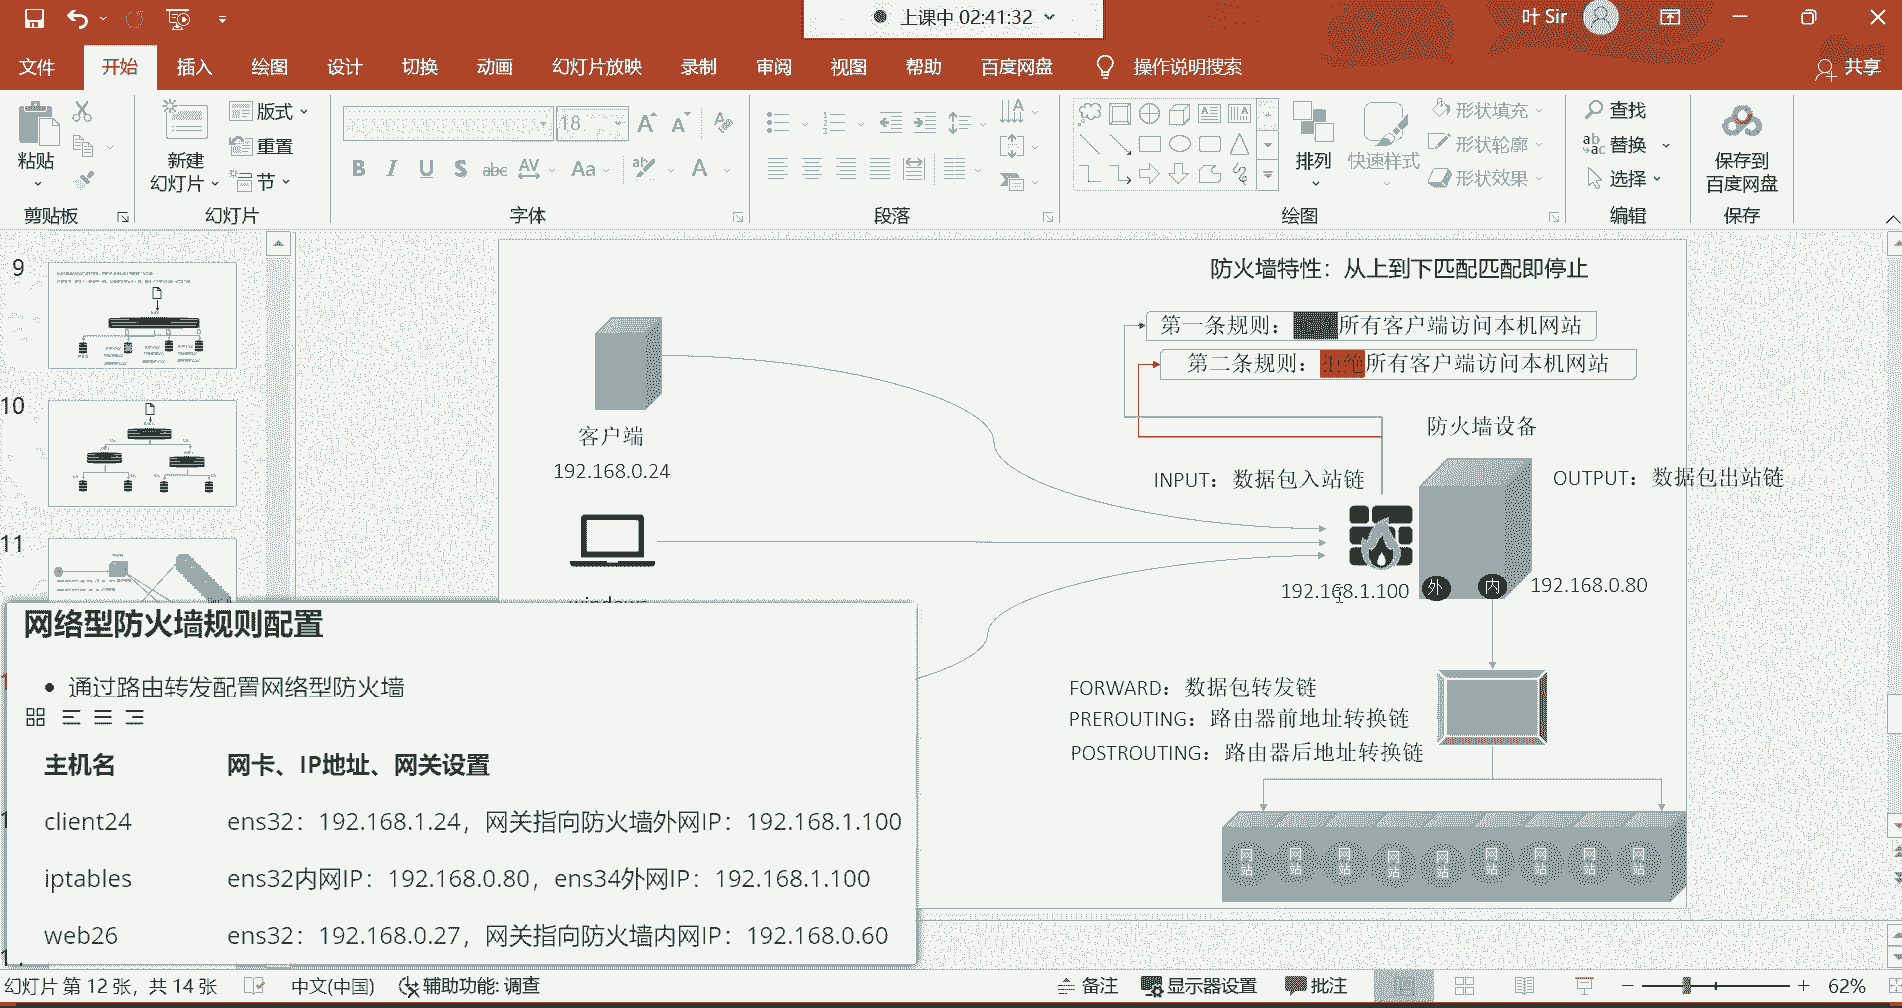 上课中 02:41:32
叶 Sir
文件 开始 插入 绘图 设计 切换 动画 幻灯片放映 录制 审阅 视图 帮助 百度网盘 操作说明搜索 共享
粘贴
剪贴板
新建
幻灯片
版式
重置
节
幻灯片
18
字体
段落
排列
快速样式
形状填充
形状轮廓
形状效果
绘图
查找
替换
选择
编辑
保存到
百度网盘
保存
9
10
11
防火墙特性：从上到下匹配匹配即停止
第一条规则：所有客户端访问本机网站
第二条规则：拒绝所有客户端访问本机网站
客户端
192.168.0.24
防火墙设备
INPUT：数据包入站链
OUTPUT：数据包出站链
192.168.1.100
外
内
192.168.0.80
FORWARD：数据包转发链
PREROUTING：路由器前地址转换链
POSTROUTING：路由器后地址转换链
网站 网站 网站 网站 网站 网站 网站 网站 网站
网络型防火墙规则配置
• 通过路由转发配置网络型防火墙
主机名 网卡、IP地址、网关设置
client24 ens32：192.168.1.24，网关指向防火墙外网IP：192.168.1.100
iptables ens32内网IP：192.168.0.80，ens34外网IP：192.168.1.100
web26 ens32：192.168.0.27，网关指向防火墙内网IP：192.168.0.60
幻灯片 第 12 张，共 14 张 中文(中国) 辅助功能: 调查 备注 显示器设置 批注 62%